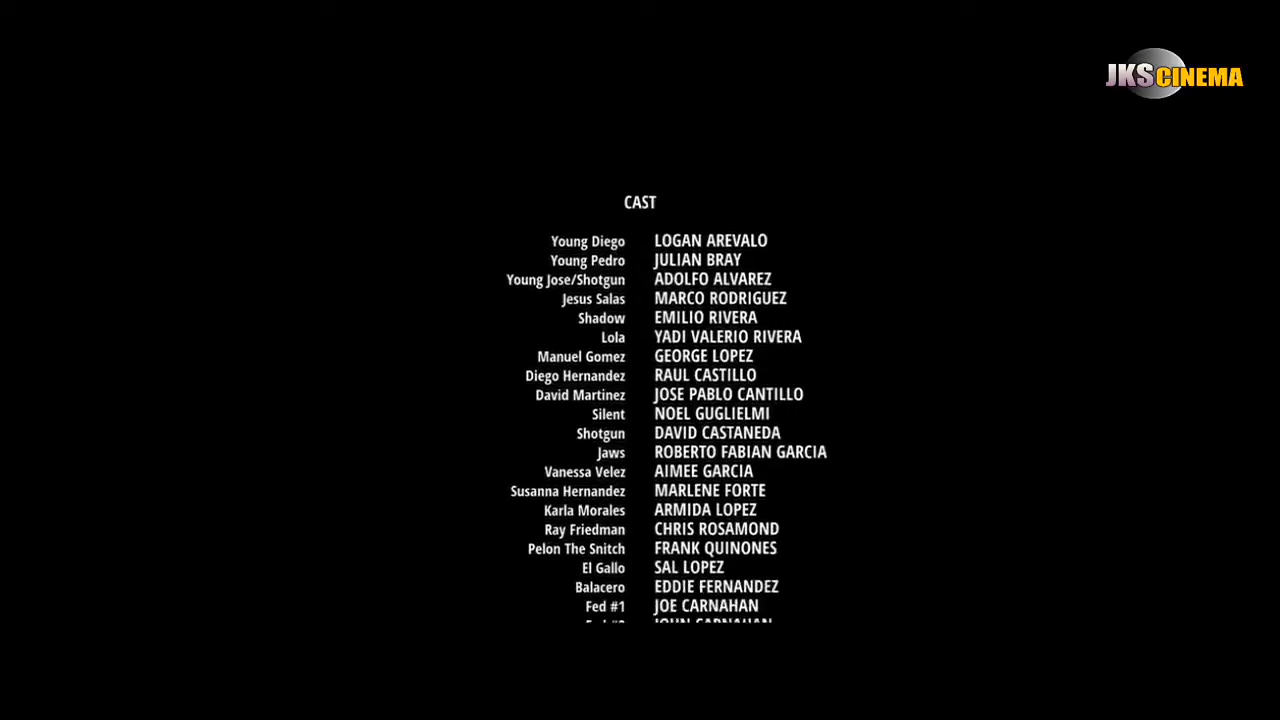 JKSCINEMA
CAST
Young Diego LOGAN AREVALO
Young Pedro JULIAN BRAY
Young Jose/Shotgun ADOLFO ALVAREZ
Jesus Salas MARCO RODRIGUEZ
Shadow EMILIO RIVERA
Lola YADI VALERIO RIVERA
Manuel Gomez GEORGE LOPEZ
Diego Hernandez RAUL CASTILLO
David Martinez JOSE PABLO CANTILLO
Silent NOEL GUGLIELMI
Shotgun DAVID CASTANEDA
Jaws ROBERTO FABIAN GARCIA
Vanessa Velez AIMEE GARCIA
Susanna Hernandez MARLENE FORTE
Karla Morales ARMIDA LOPEZ
Ray Friedman CHRIS ROSAMOND
Pelon The Snitch FRANK QUINONES
El Gallo SAL LOPEZ
Balacero EDDIE FERNANDEZ
Fed #1 JOE CARNAHAN